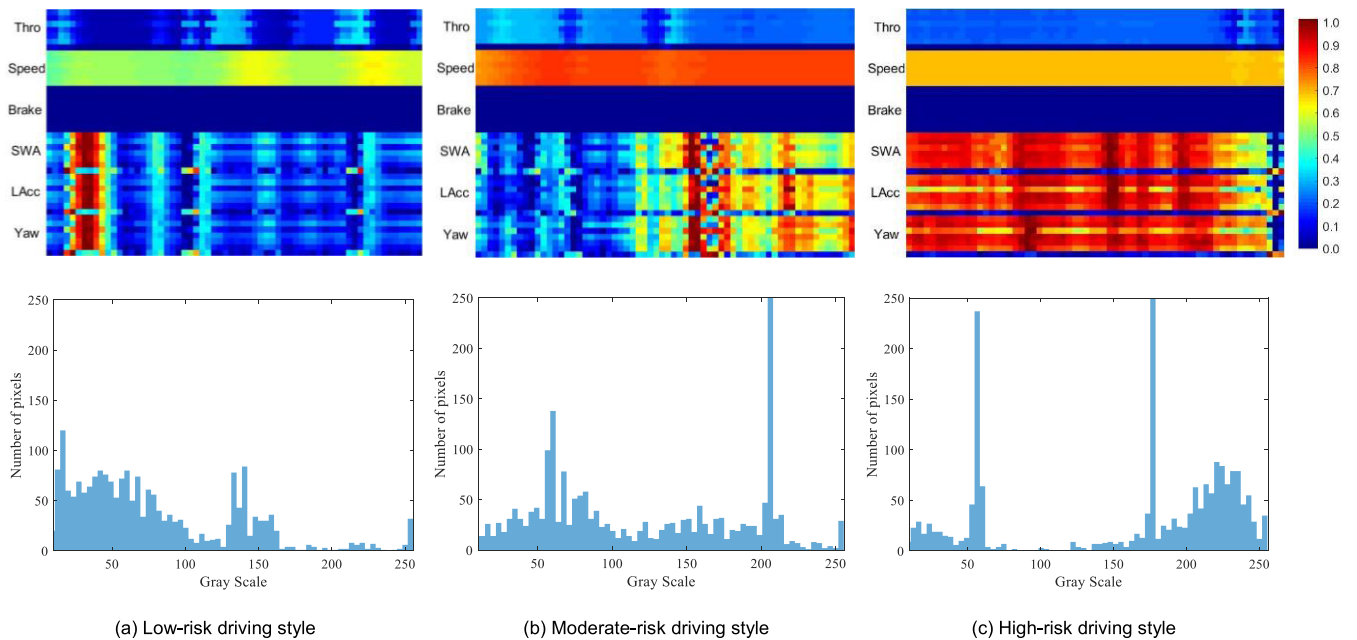 Thro
Speed
Brake
SWA
LAcc
Yaw
Thro
Speed
Brake
SWA
LAcc
Yaw
Thro
Speed
Brake
SWA
LAcc
Yaw
1.0
0.9
0.8
0.7
0.6
0.5
0.4
0.3
0.2
0.1
0.0
250
200
150
100
50
0
Number of pixels
50 100 150 200 250
Gray Scale
250
200
150
100
50
0
Number of pixels
50 100 150 200 250
Gray Scale
250
200
150
100
50
0
Number of pixels
50 100 150 200 250
Gray Scale
(a) Low-risk driving style
(b) Moderate-risk driving style
(c) High-risk driving style